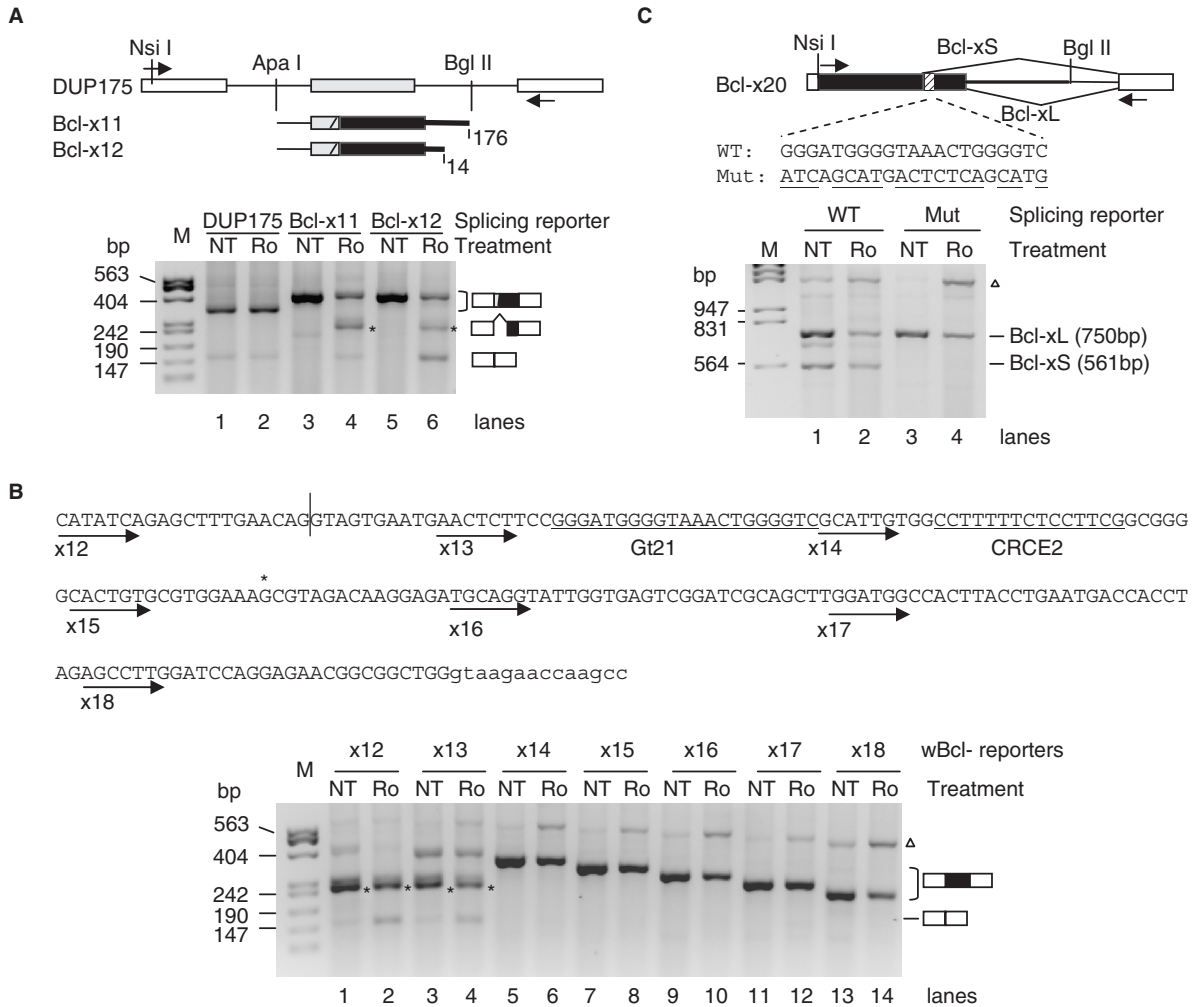 A
Nsi I
Apa I
Bgl II
DUP175
Bcl-x11
176
Bcl-x12
14
DUP175 Bcl-x11 Bcl-x12 Splicing reporter
bp M NT Ro NT Ro NT Ro Treatment
563
404
242
190
147
*
*
1 2 3 4 5 6 lanes
C
Nsi I
Bcl-xS
Bgl II
Bcl-x20
Bcl-xL
WT: GGGATGGGGTAAACTGGGGTC
Mut: ATCAGCATGACTCTCAGCATG
WT Mut Splicing reporter
M NT Ro NT Ro Treatment
bp
947
831
564
Δ
Bcl-xL (750bp)
Bcl-xS (561bp)
1 2 3 4 lanes
B
CATATCAGAGCTTTGAACAGGTAGTGAATGAACTCTTCCGGGATGGGGTAAACTGGGGTCGCATTGTGGCCTTTTTCTCCTTCGGCGGG
x12 x13 Gt21 x14 CRCE2
*
GCACTGTGCGTGGAAAGCGTAGACAAGGAGATGCAGGTATTGGTGAGTCGGATCGCAGCTTGGATGGCCACTTACCTGAATGACCACCT
x15 x16 x17
AGAGCCTTGGATCCAGGAGAACGGCGGCTGGgtaagaaccaagcc
x18
x12 x13 x14 x15 x16 x17 x18 wBcl- reporters
M
bp NT Ro NT Ro NT Ro NT Ro NT Ro NT Ro NT Ro Treatment
563
404
242
190
147
* * * *
Δ
1 2 3 4 5 6 7 8 9 10 11 12 13 14 lanes